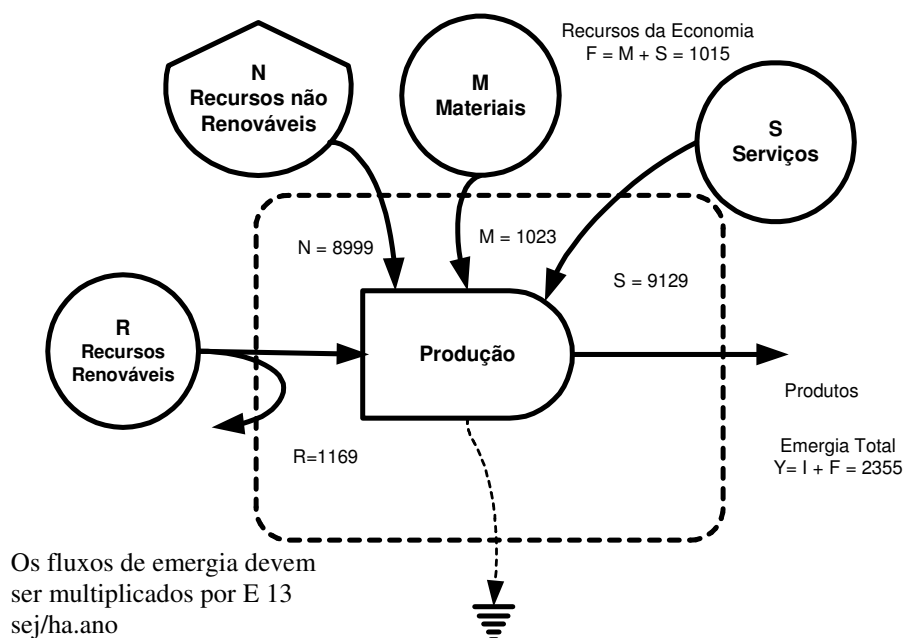 Recursos da Economia
F = M + S = 1015
N
Recursos não
Renováveis
M
Materiais
S
Serviços
N = 8999
M = 1023
S = 9129
R
Recursos
Renováveis
Produção
Produtos
R=1169
Emergia Total
Y= I + F = 2355
Os fluxos de emergia devem
ser multiplicados por E 13
sej/ha.ano